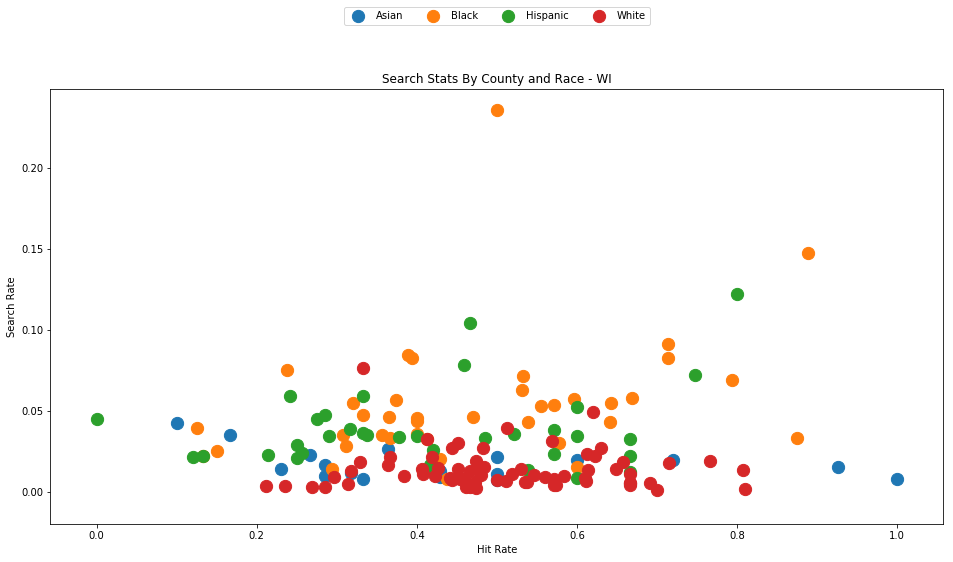 Asian Black Hispanic White
Search Stats By County and Race - WI
0.20
0.15
0.10
0.05
0.00
Search Rate
0.0 0.2 0.4 0.6 0.8 1.0
Hit Rate